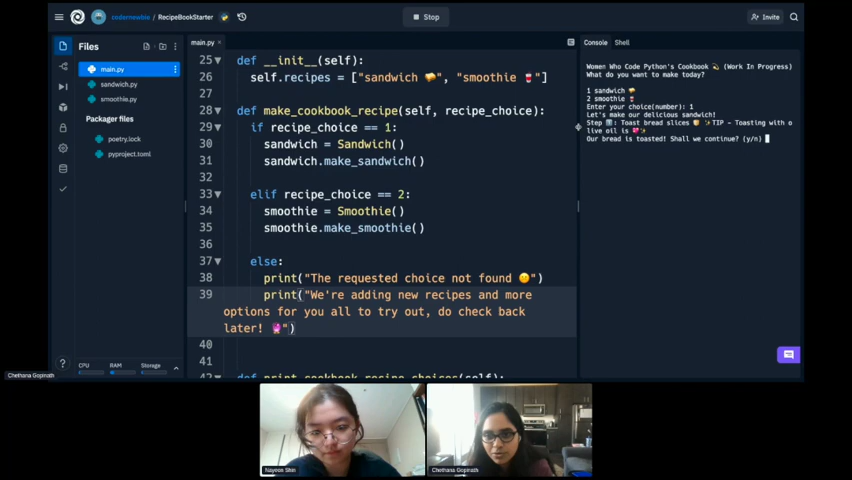 codernewbie / RecipeBookStarter
Stop
Invite
Files
main.py
sandwich.py
smoothie.py
Packager files
poetry.lock
pyproject.toml
CPU RAM Storage
main.py ×
25 def __init__(self):
26 self.recipes = ["sandwich 🥪", "smoothie 🍷"]
27
28 def make_cookbook_recipe(self, recipe_choice):
29 if recipe_choice == 1:
30 sandwich = Sandwich()
31 sandwich.make_sandwich()
32
33 elif recipe_choice == 2:
34 smoothie = Smoothie()
35 smoothie.make_smoothie()
36
37 else:
38 print("The requested choice not found 🙁")
39 print("We're adding new recipes and more
options for you all to try out, do check back
later! 🔮")
40
41
42 def print_cookbook_recipe_choices(self):
Console Shell
Women Who Code Python's Cookbook 💫 (Work In Progress)
What do you want to make today?
1 sandwich 🥪
2 smoothie 🍷
Enter your choice(number): 1
Let's make our delicious sandwich!
Step 1️⃣: Toast bread slices 🍞 ✨TIP - Toasting with o
live oil is 💖✨
Our bread is toasted! Shall we continue? (y/n)
Chethana Gopinath
Nayeon Shin
Chethana Gopinath